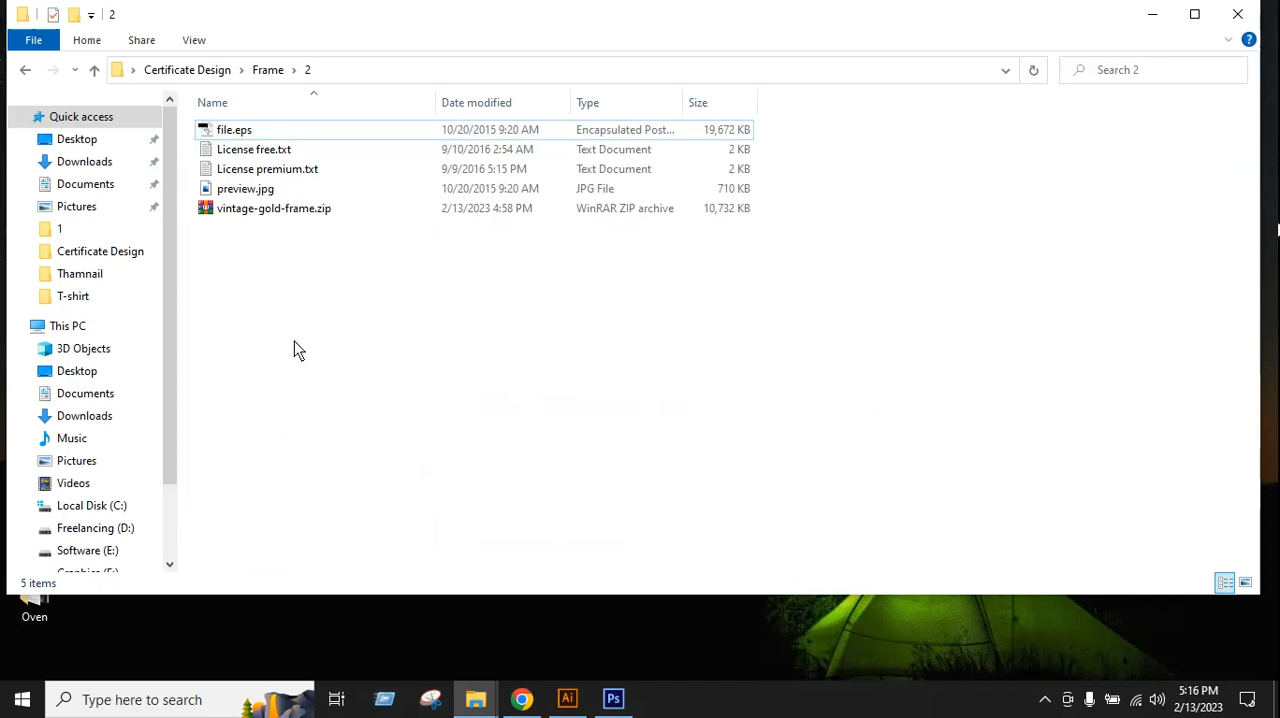 2
File Home Share View
Certificate Design Frame 2 Search 2
Name Date modified Type Size
file.eps 10/20/2015 9:20 AM Encapsulated Post... 19,672 KB
License free.txt 9/10/2016 2:54 AM Text Document 2 KB
License premium.txt 9/9/2016 5:15 PM Text Document 2 KB
preview.jpg 10/20/2015 9:20 AM JPG File 710 KB
vintage-gold-frame.zip 2/13/2023 4:58 PM WinRAR ZIP archive 10,732 KB
Quick access
Desktop
Downloads
Documents
Pictures
1
Certificate Design
Thamnail
T-shirt
This PC
3D Objects
Desktop
Documents
Downloads
Music
Pictures
Videos
Local Disk (C:)
Freelancing (D:)
Software (E:)
5 items
Oven
Type here to search
Ai
Ps
5:16 PM
2/13/2023